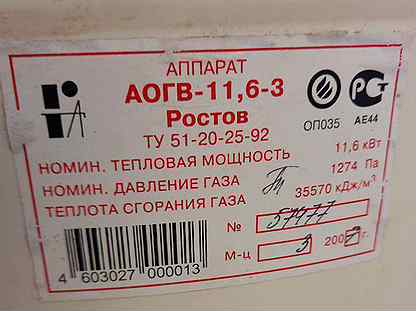 АППАРАТ
АОГВ-11,6-3
Ростов
ТУ 51-20-25-92
ОП035
АЕ44
НОМИН. ТЕПЛОВАЯ МОЩНОСТЬ 11,6 кВт
НОМИН. ДАВЛЕНИЕ ГАЗА 1274 Па
ТЕПЛОТА СГОРАНИЯ ГАЗА 35570 кДж/м³
№ 57977
М-ц 3 200 г.
4 603027 000013